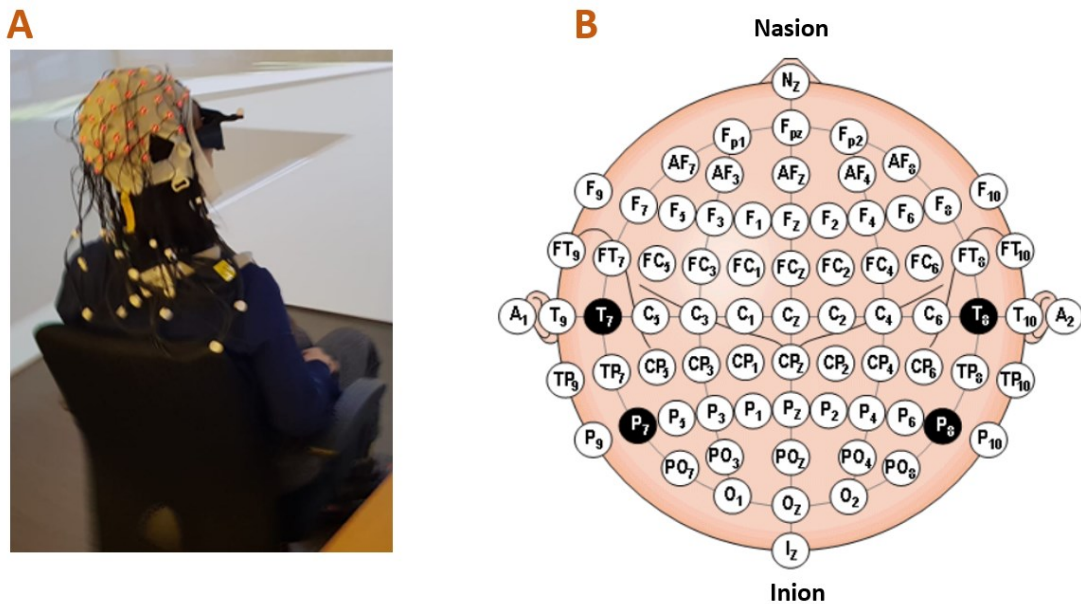 A
B
Nasion
Nz
Fp1 Fpz Fp2
AF7 AF3 AFz AF4 AF8
F9 F7 F5 F3 F1 Fz F2 F4 F6 F8 F10
FT9 FT7 FC5 FC3 FC1 FCz FC2 FC4 FC6 FT8 FT10
A1 T9 T7 C5 C3 C1 Cz C2 C4 C6 T8 T10 A2
TP9 TP7 CP5 CP3 CP1 CPz CP2 CP4 CP6 TP8 TP10
P9 P7 P5 P3 P1 Pz P2 P4 P6 P8 P10
PO7 PO3 POz PO4 PO8
O1 Oz O2
Iz
Inion